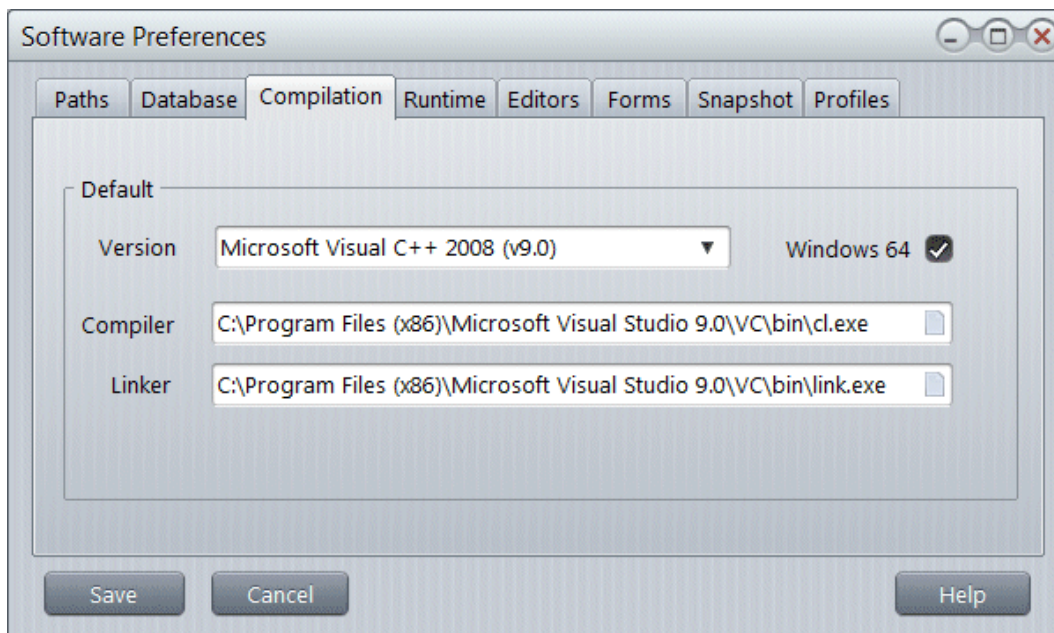 Software Preferences
Paths Database Compilation Runtime Editors Forms Snapshot Profiles
Default
Version Microsoft Visual C++ 2008 (v9.0) Windows 64
Compiler C:\Program Files (x86)\Microsoft Visual Studio 9.0\VC\bin\cl.exe
Linker C:\Program Files (x86)\Microsoft Visual Studio 9.0\VC\bin\link.exe
Save Cancel Help